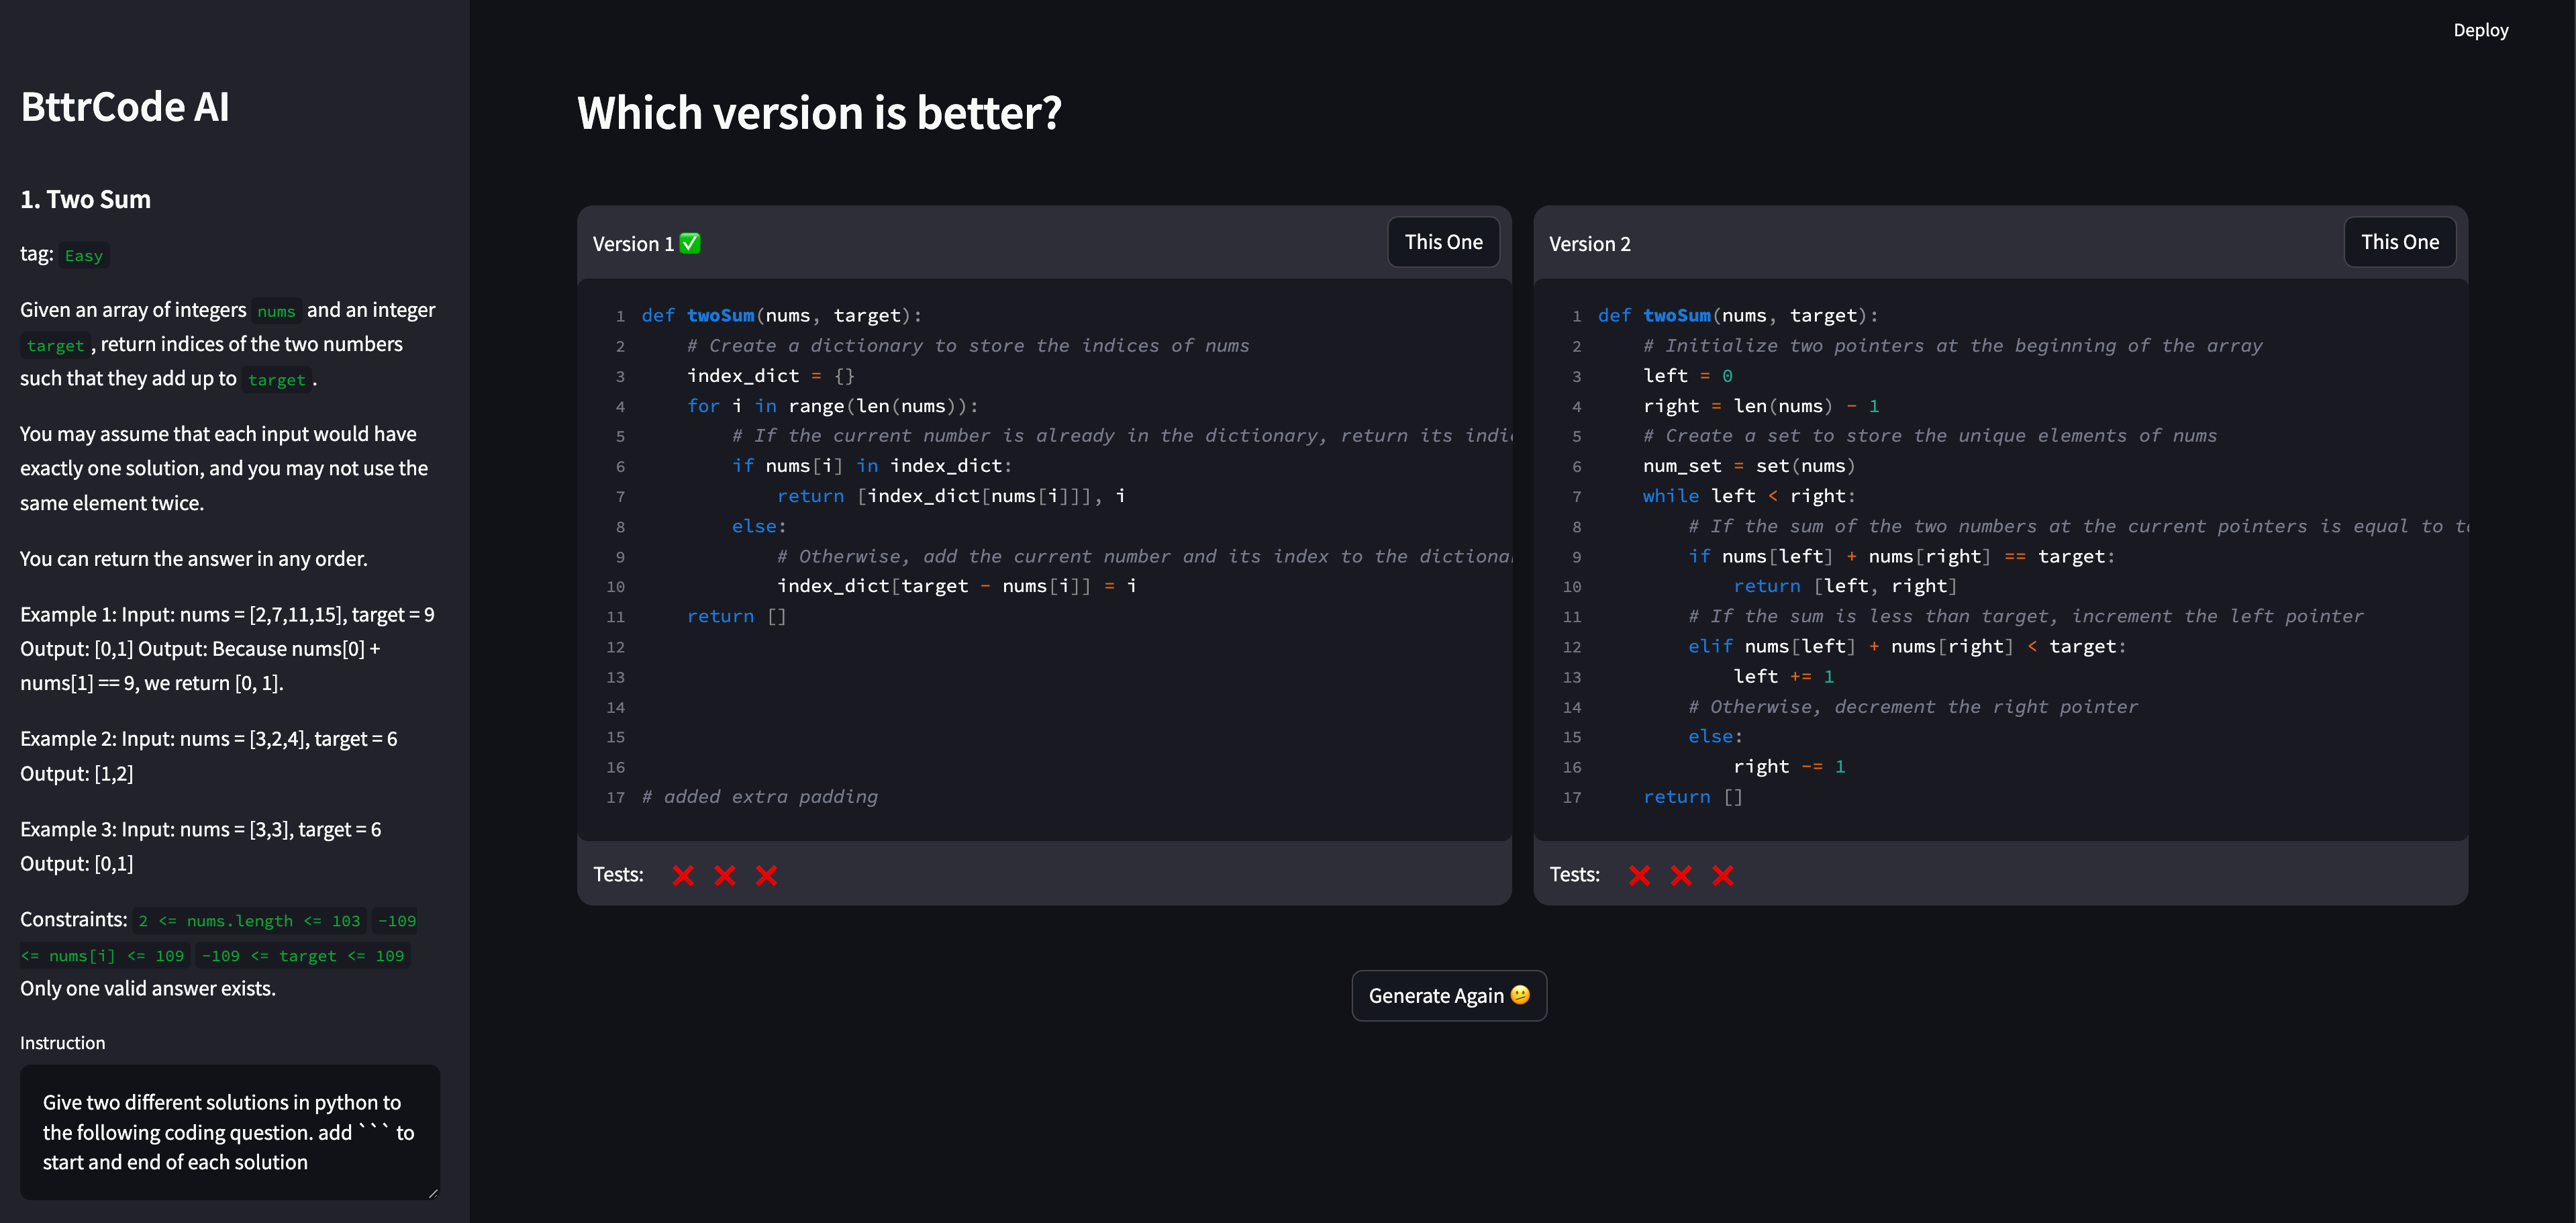 Deploy
BttrCode AI
1. Two Sum
tag: Easy
Given an array of integers nums and an integer
target, return indices of the two numbers
such that they add up to target.
You may assume that each input would have
exactly one solution, and you may not use the
same element twice.
You can return the answer in any order.
Example 1: Input: nums = [2,7,11,15], target = 9
Output: [0,1] Output: Because nums[0] +
nums[1] == 9, we return [0, 1].
Example 2: Input: nums = [3,2,4], target = 6
Output: [1,2]
Example 3: Input: nums = [3,3], target = 6
Output: [0,1]
Constraints: 2 <= nums.length <= 103 -109
<= nums[i] <= 109 -109 <= target <= 109
Only one valid answer exists.
Instruction
Give two different solutions in python to
the following coding question. add ``` to
start and end of each solution
Which version is better?
Version 1 ✅
This One
1 def twoSum(nums, target):
2     # Create a dictionary to store the indices of nums
3     index_dict = {}
4     for i in range(len(nums)):
5         # If the current number is already in the dictionary, return its
6         if nums[i] in index_dict:
7             return [index_dict[nums[i]]], i
8         else:
9             # Otherwise, add the current number and its index to the
10             index_dict[target - nums[i]] = i
11     return []
12
13
14
15
16
17 # added extra padding
Tests: ❌ ❌ ❌
Version 2
This One
1 def twoSum(nums, target):
2     # Initialize two pointers at the beginning of the array
3     left = 0
4     right = len(nums) - 1
5     # Create a set to store the unique elements of nums
6     num_set = set(nums)
7     while left < right:
8         # If the sum of the two numbers at the current pointers is equal to
9         if nums[left] + nums[right] == target:
10             return [left, right]
11         # If the sum is less than target, increment the left pointer
12         elif nums[left] + nums[right] < target:
13             left += 1
14         # Otherwise, decrement the right pointer
15         else:
16             right -= 1
17     return []
Tests: ❌ ❌ ❌
Generate Again 🫤